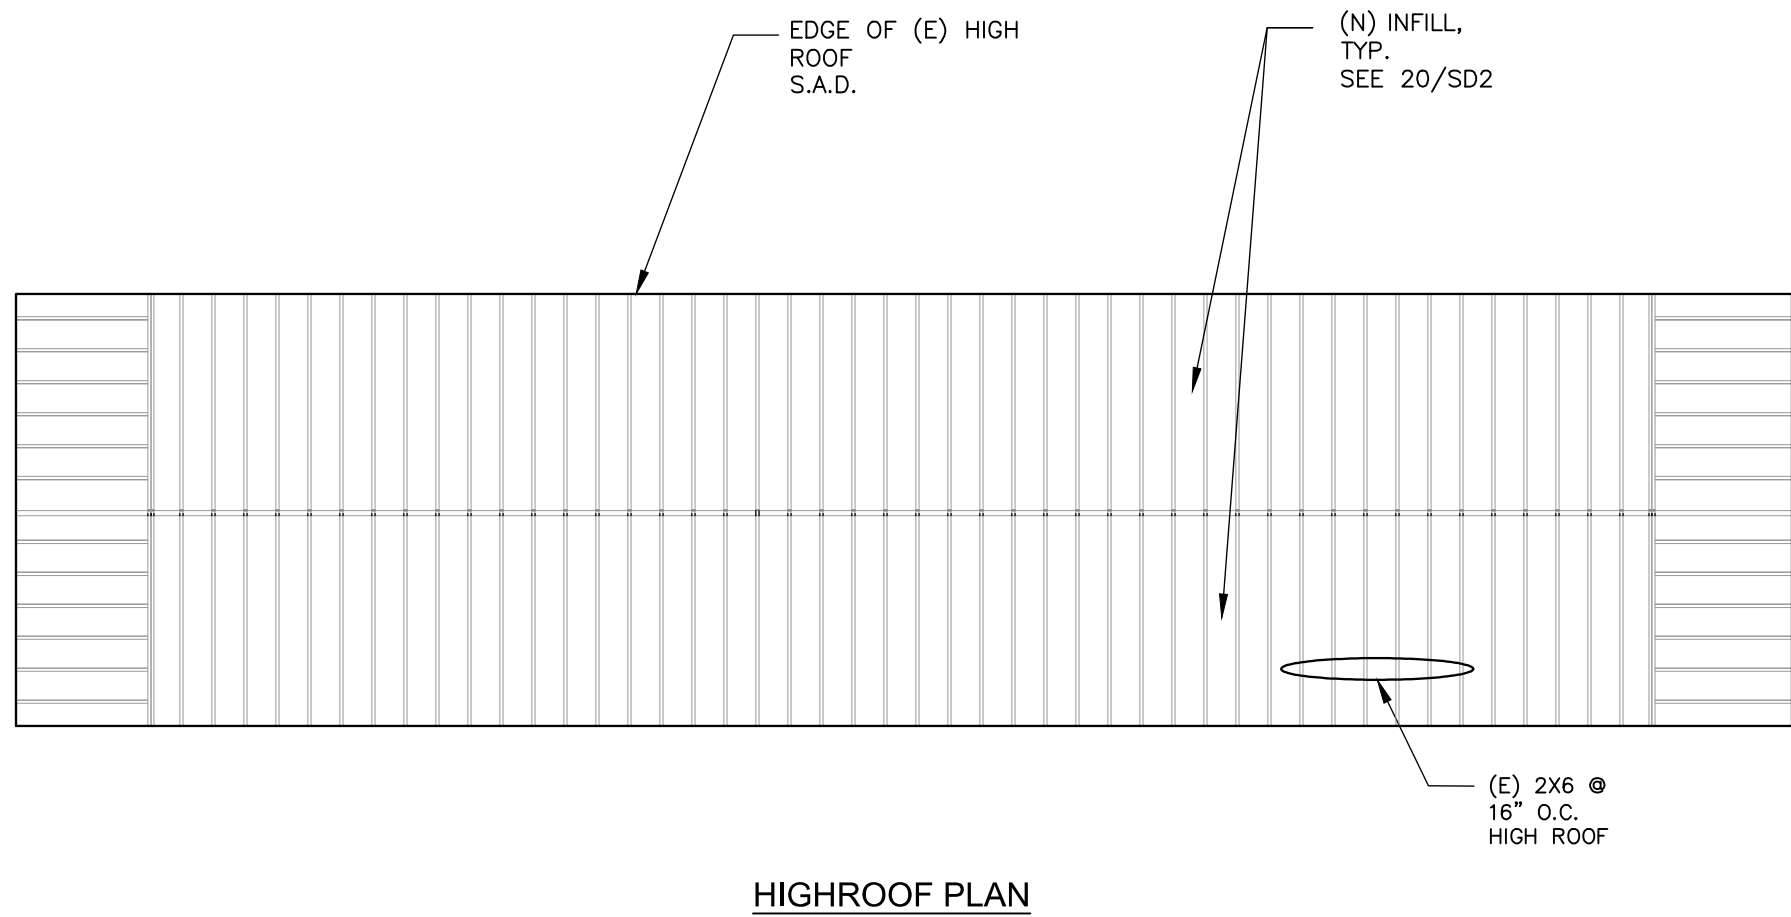 EDGE OF (E) HIGH
ROOF
S.A.D.
(N) INFILL,
TYP.
SEE 20/SD2
(E) 2X6 @
16" O.C.
HIGH ROOF
HIGHROOF PLAN